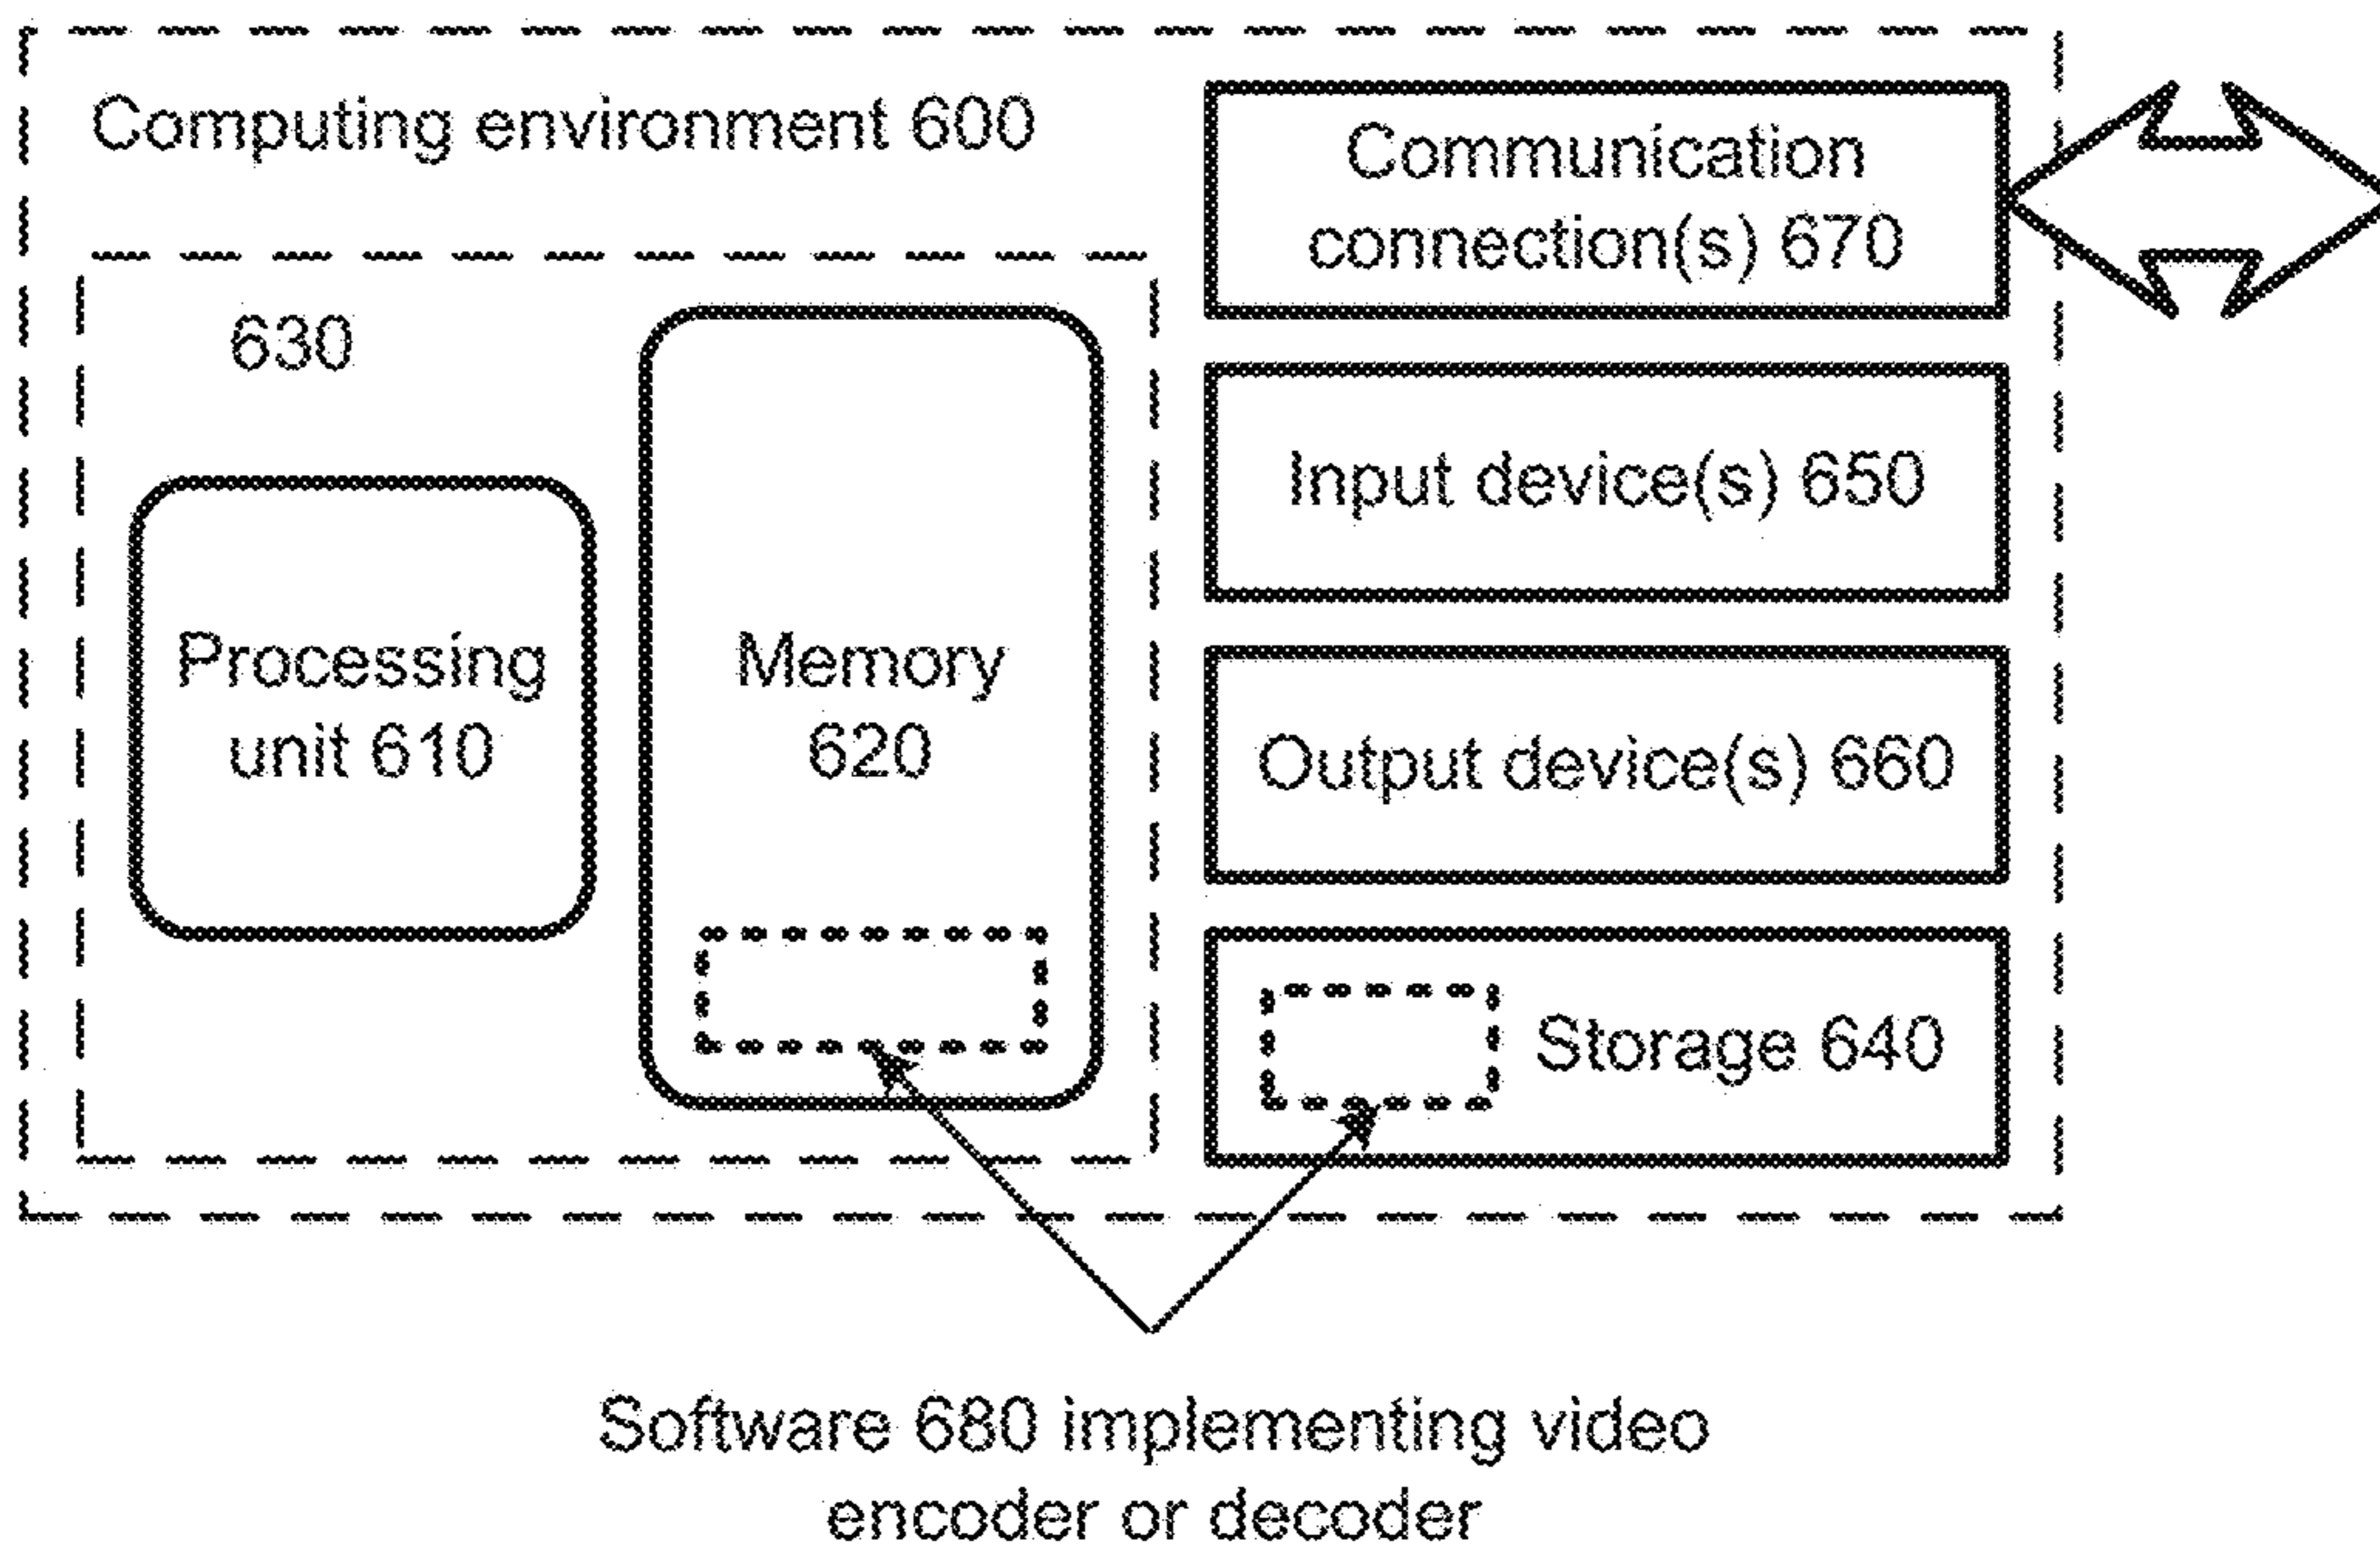 Computing environment 600
Communication
connection(s) 670
630
Input device(s) 650
Processing
unit 610
Memory
620
Output device(s) 660
Storage 640
Software 680 implementing video
encoder or decoder